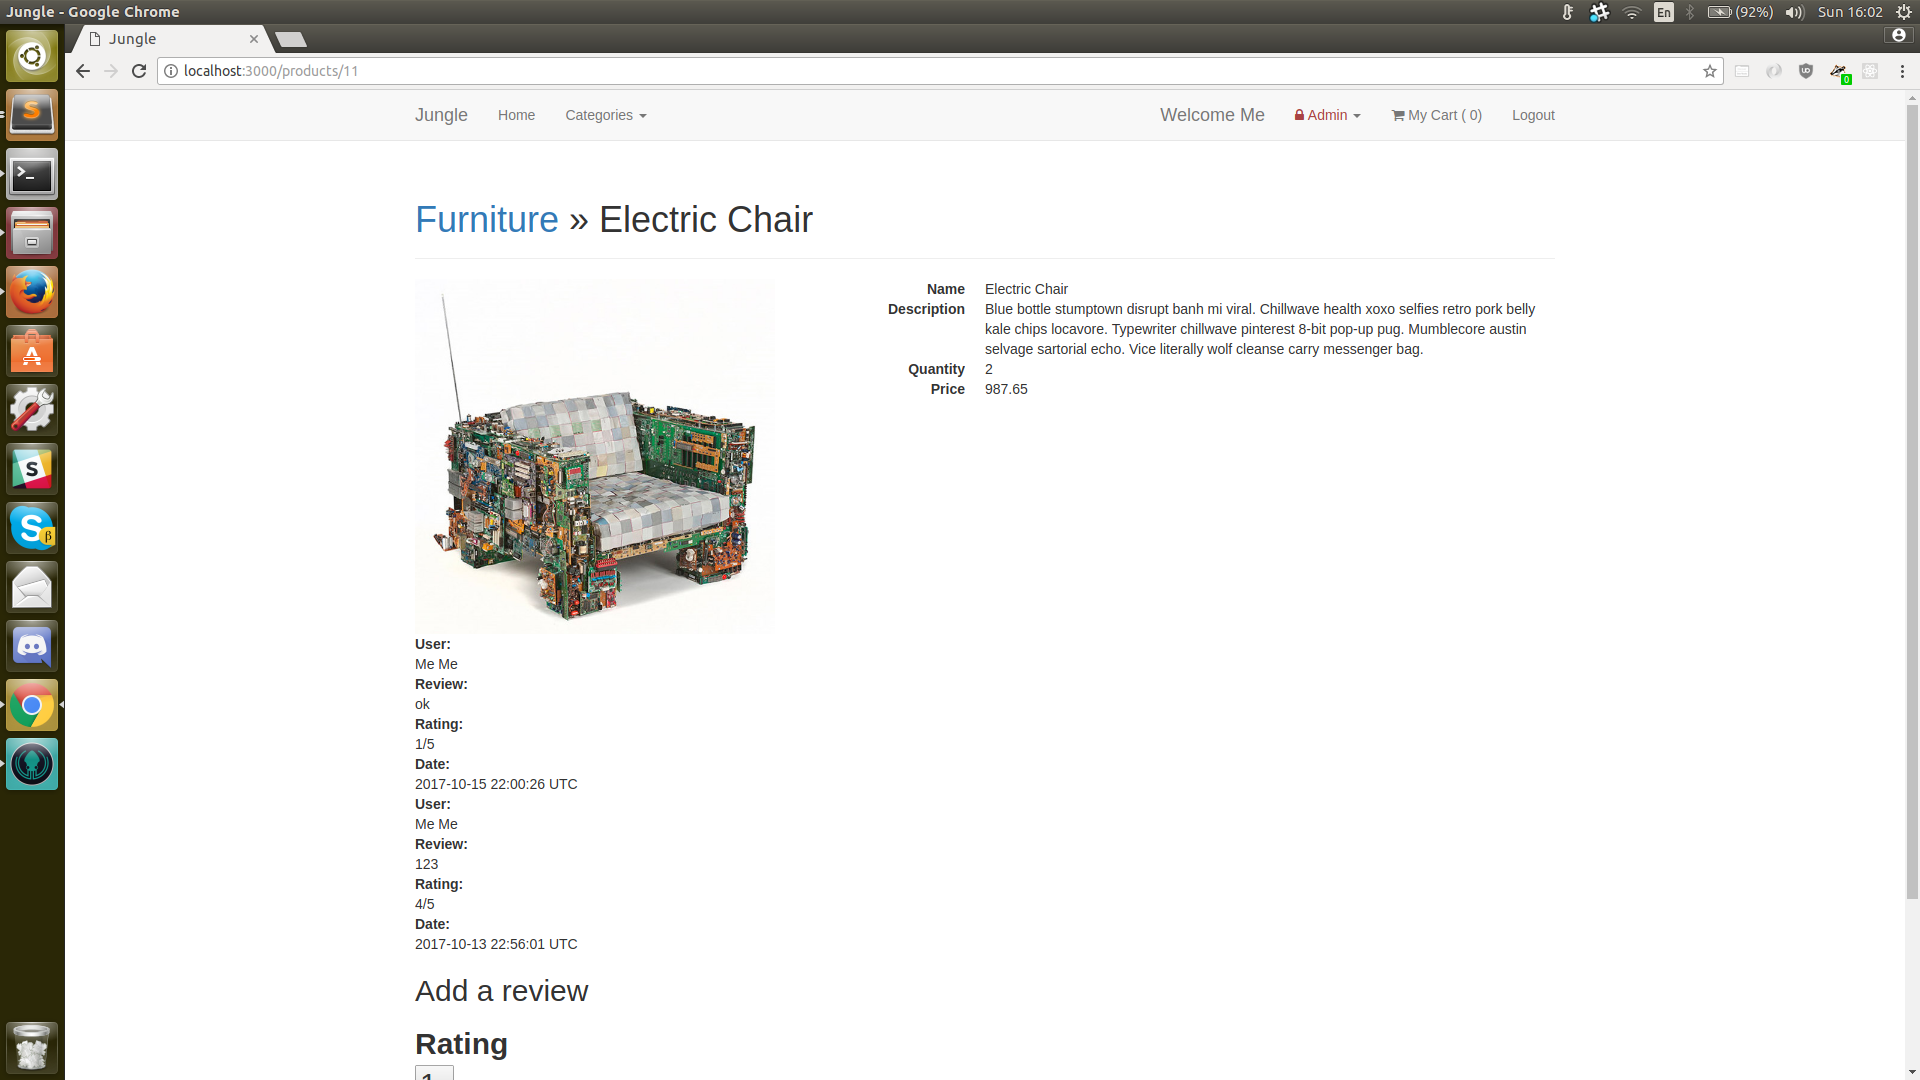 Jungle - Google Chrome
En
(92%)
Sun 16:02
Jungle
localhost:3000/products/11
0
Jungle
Home
Categories
Welcome Me
Admin
My Cart ( 0)
Logout
Furniture » Electric Chair
Name
Electric Chair
Description
Blue bottle stumptown disrupt banh mi viral. Chillwave health xoxo selfies retro pork belly
kale chips locavore. Typewriter chillwave pinterest 8-bit pop-up pug. Mumblecore austin
selvage sartorial echo. Vice literally wolf cleanse carry messenger bag.
Quantity
2
Price
987.65
User:
Me Me
Review:
ok
Rating:
1/5
Date:
2017-10-15 22:00:26 UTC
User:
Me Me
Review:
123
Rating:
4/5
Date:
2017-10-13 22:56:01 UTC
Add a review
Rating
1